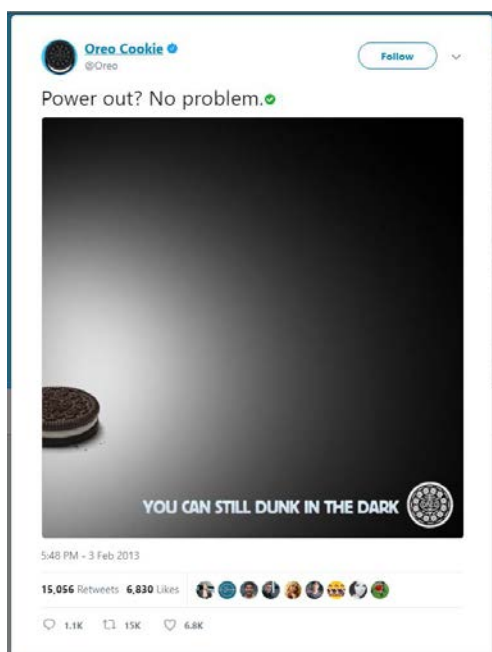 Oreo Cookie
@Oreo
Follow
Power out? No problem.
YOU CAN STILL DUNK IN THE DARK
5:48 PM - 3 Feb 2013
15,056 Retweets 6,830 Likes
1.1K 15K 6.8K